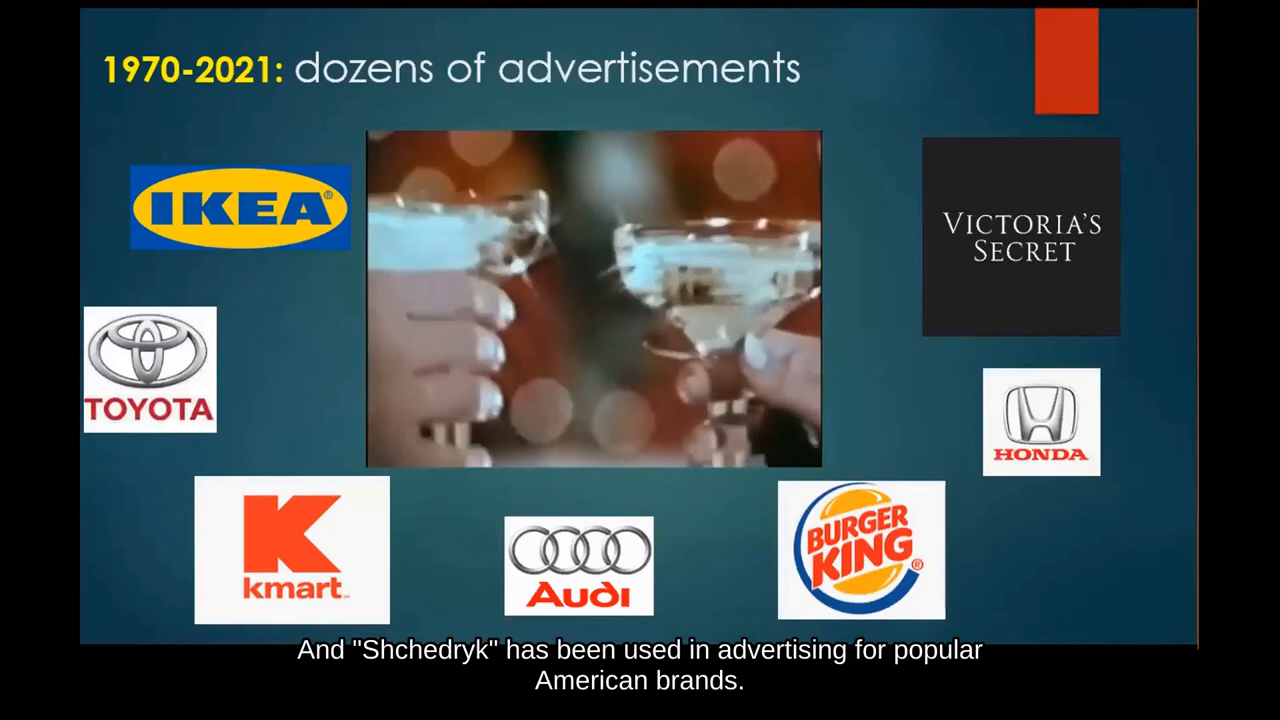 1970-2021: dozens of advertisements
IKEA®
VICTORIA'S
SECRET
TOYOTA
HONDA
kmart
Audi
BURGER
KING®
And "Shchedryk" has been used in advertising for popular
American brands.